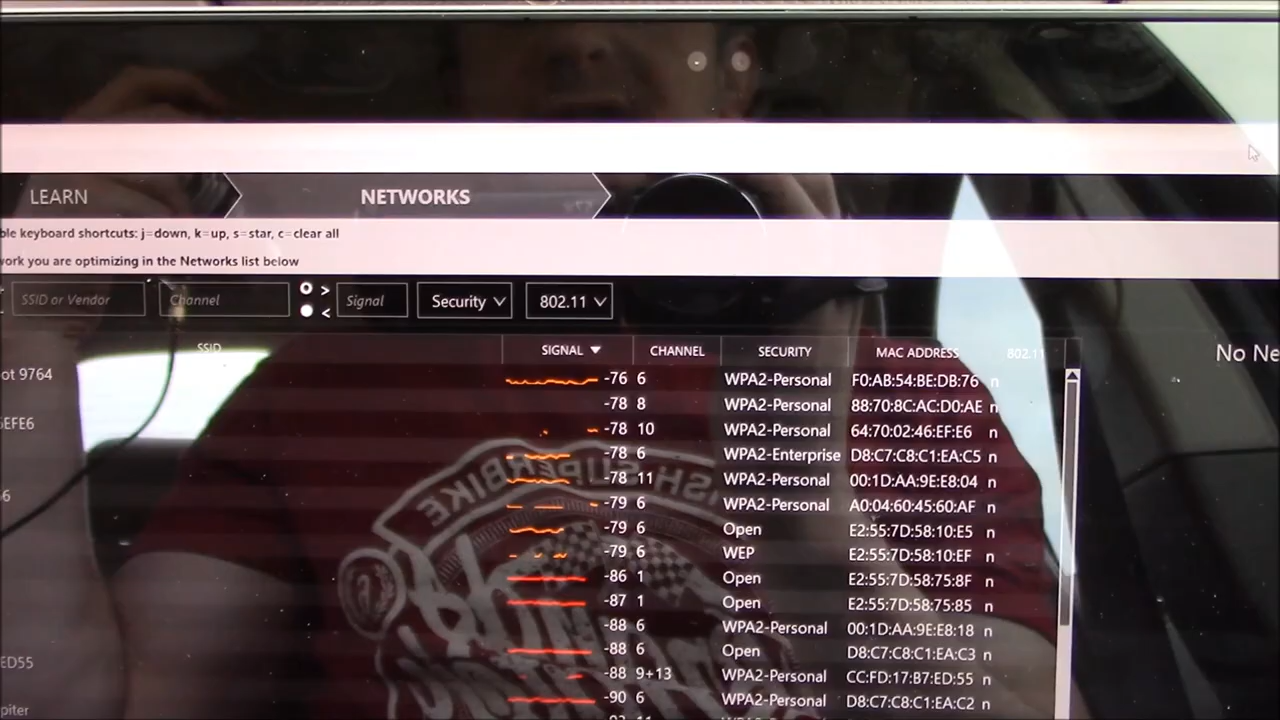 LEARN NETWORKS
ble keyboard shortcuts: j=down, k=up, s=star, c=clear all
work you are optimizing in the Networks list below
SSID or Vendor Channel > < Signal Security 802.11
SSID SIGNAL CHANNEL SECURITY MAC ADDRESS 802.11
No Ne
ot 9764 -76 6 WPA2-Personal F0:AB:54:BE:DB:76 n
-78 8 WPA2-Personal 88:70:8C:AC:D0:AE n
5EFE6 -78 10 WPA2-Personal 64:70:02:46:EF:E6 n
-78 6 WPA2-Enterprise D8:C7:C8:C1:EA:C5 n
-78 11 WPA2-Personal 00:1D:AA:9E:E8:04 n
6 -79 6 WPA2-Personal A0:04:60:45:60:AF n
-79 6 Open E2:55:7D:58:10:E5 n
-79 6 WEP E2:55:7D:58:10:EF n
-86 1 Open E2:55:7D:58:75:8F n
-87 1 Open E2:55:7D:58:75:85 n
-88 6 WPA2-Personal 00:1D:AA:9E:E8:18 n
-88 6 Open D8:C7:C8:C1:EA:C3 n
ED55 -88 9+13 WPA2-Personal CC:FD:17:B7:ED:55 n
-90 6 WPA2-Personal D8:C7:C8:C1:EA:C2 n
piter